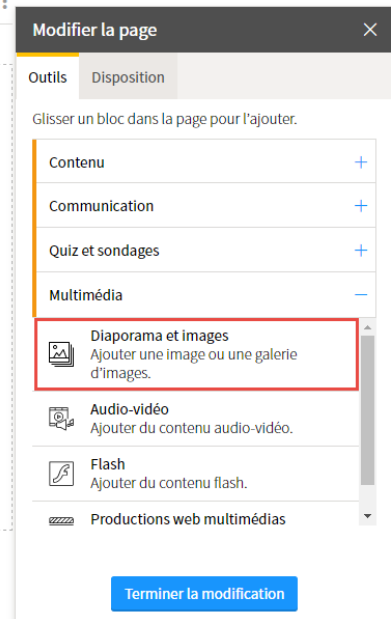 Modifier la page
Outils
Disposition
Glisser un bloc dans la page pour l'ajouter.
Contenu
Communication
Quiz et sondages
Multimédia
Diaporama et images
Ajouter une image ou une galerie
d'images.
Audio-vidéo
Ajouter du contenu audio-vidéo.
Flash
Ajouter du contenu flash.
Productions web multimédias
Terminer la modification